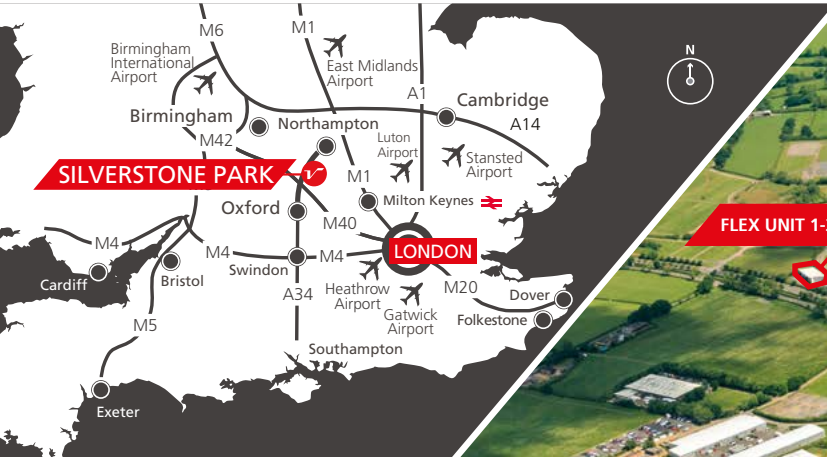 M6
M1
Birmingham
International
Airport
East Midlands
Airport
A1
Cambridge
A14
Birmingham
Northampton
M42
Luton
Airport
Stansted
Airport
SILVERSTONE PARK
M1
Milton Keynes
Oxford
M40
LONDON
M4
M4
M4
Swindon
Cardiff
Bristol
Heathrow
Airport
M20
Gatwick
Airport
Dover
Folkestone
A34
M5
Southampton
Exeter
N
FLEX UNIT 1-